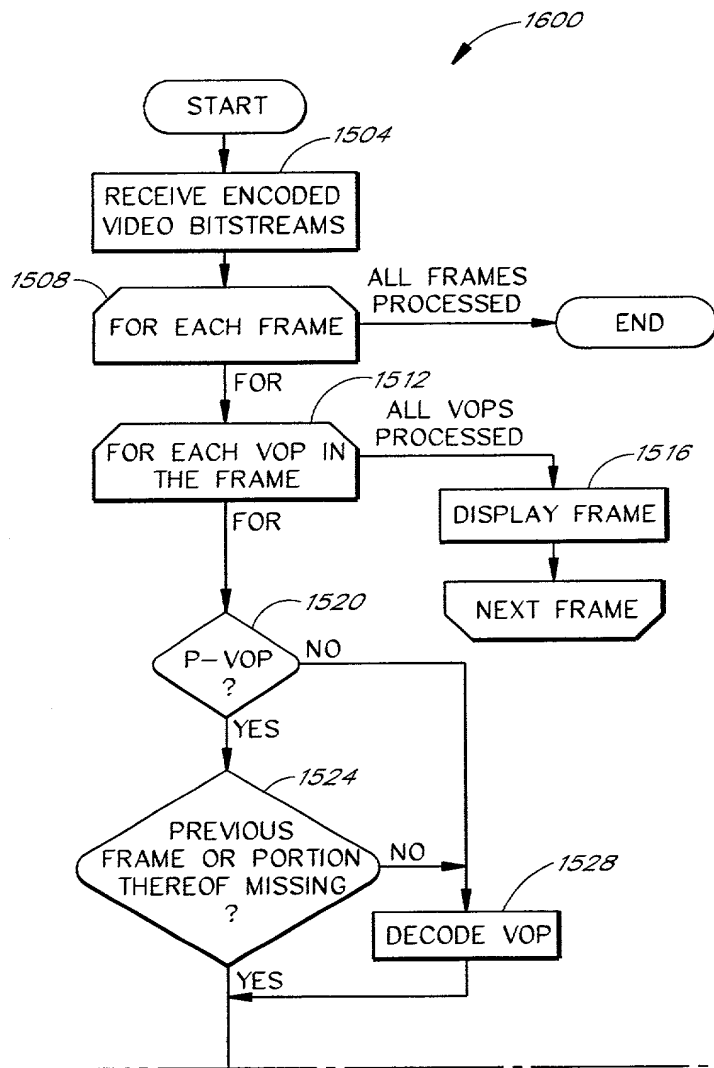 1600
START
1504
RECEIVE ENCODED
VIDEO BITSTREAMS
1508
FOR EACH FRAME
ALL FRAMES
PROCESSED
END
FOR
1512
FOR EACH VOP IN
THE FRAME
ALL VOPS
PROCESSED
1516
DISPLAY FRAME
NEXT FRAME
FOR
1520
P-VOP
?
NO
YES
1524
PREVIOUS
FRAME OR PORTION
THEREOF MISSING
?
NO
1528
DECODE VOP
YES